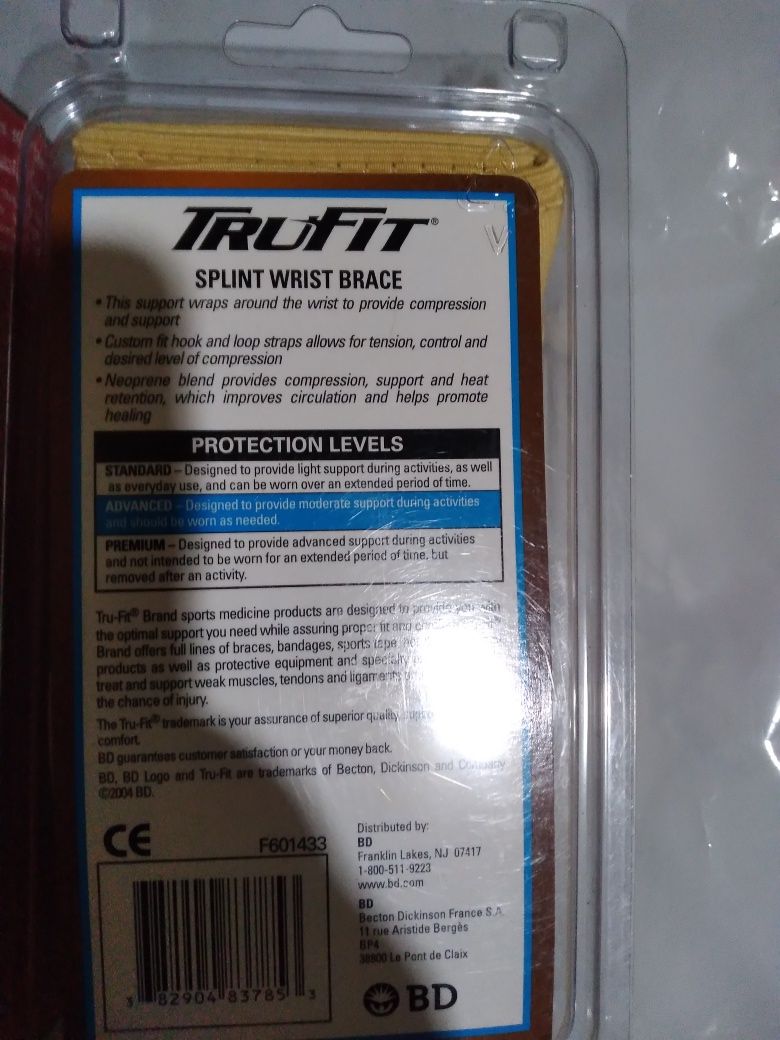 TRUFIT®
SPLINT WRIST BRACE
• This support wraps around the wrist to provide compression
and support
• Custom fit hook and loop straps allows for tension, control and
desired level of compression
• Neoprene blend provides compression, support and heat
retention, which improves circulation and helps promote
healing
PROTECTION LEVELS
STANDARD – Designed to provide light support during activities, as well
as everyday use, and can be worn over an extended period of time.
ADVANCED – Designed to provide moderate support during activities
and should be worn as needed.
PREMIUM – Designed to provide advanced support during activities
and not intended to be worn for an extended period of time, but
removed after an activity.
Tru-Fit® Brand sports medicine products are designed to provide you with
the optimal support you need while assuring proper fit and
Brand offers full lines of braces, bandages, sports tape
products as well as protective equipment and specialty
treat and support weak muscles, tendons and ligaments
the chance of injury.
The Tru-Fit® trademark is your assurance of superior quality,
comfort.
BD guarantees customer satisfaction or your money back.
BD, BD Logo and Tru-Fit are trademarks of Becton, Dickinson and Company
©2004 BD.
CE
F601433
3 82904 83785 3
Distributed by:
BD
Franklin Lakes, NJ 07417
1-800-511-9223
www.bd.com
BD
Becton Dickinson France S.A.
11 rue Aristide Bergès
BP4
38800 Le Pont de Claix
BD